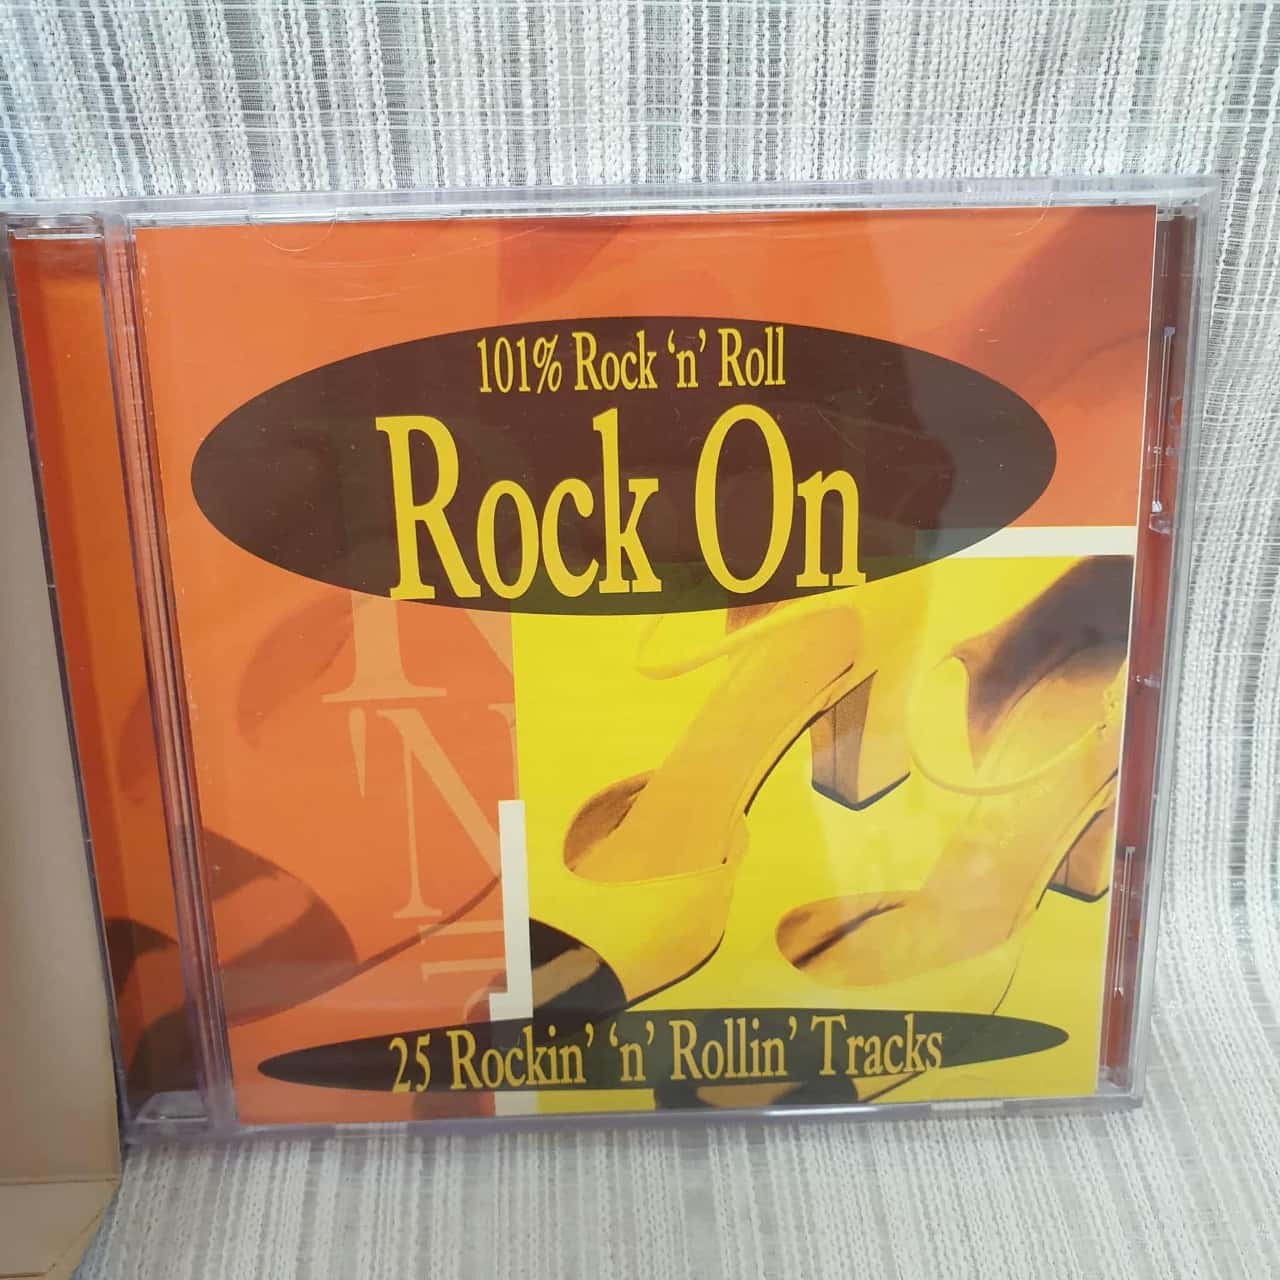 101% Rock 'n' Roll
Rock On
'N'
25 Rockin' 'n' Rollin' Tracks